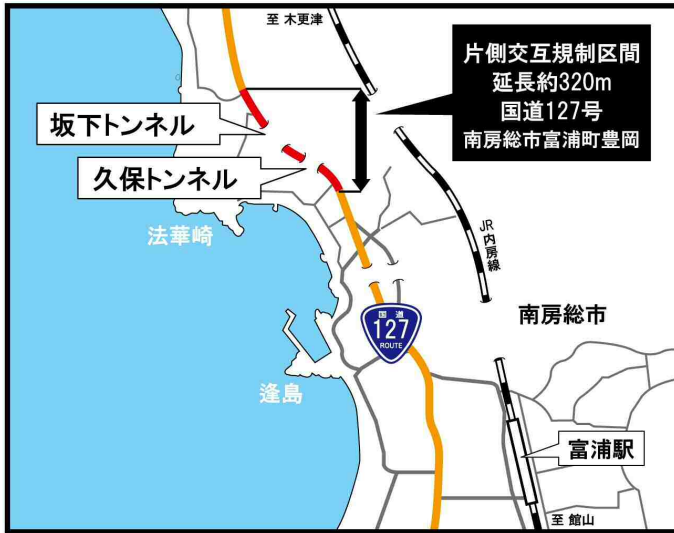 至 木更津
片側交互規制区間
延長約320m
国道127号
南房総市富浦町豊岡
坂下トンネル
久保トンネル
法華崎
JR内房線
国道
127
ROUTE
南房総市
逢島
富浦駅
至 館山